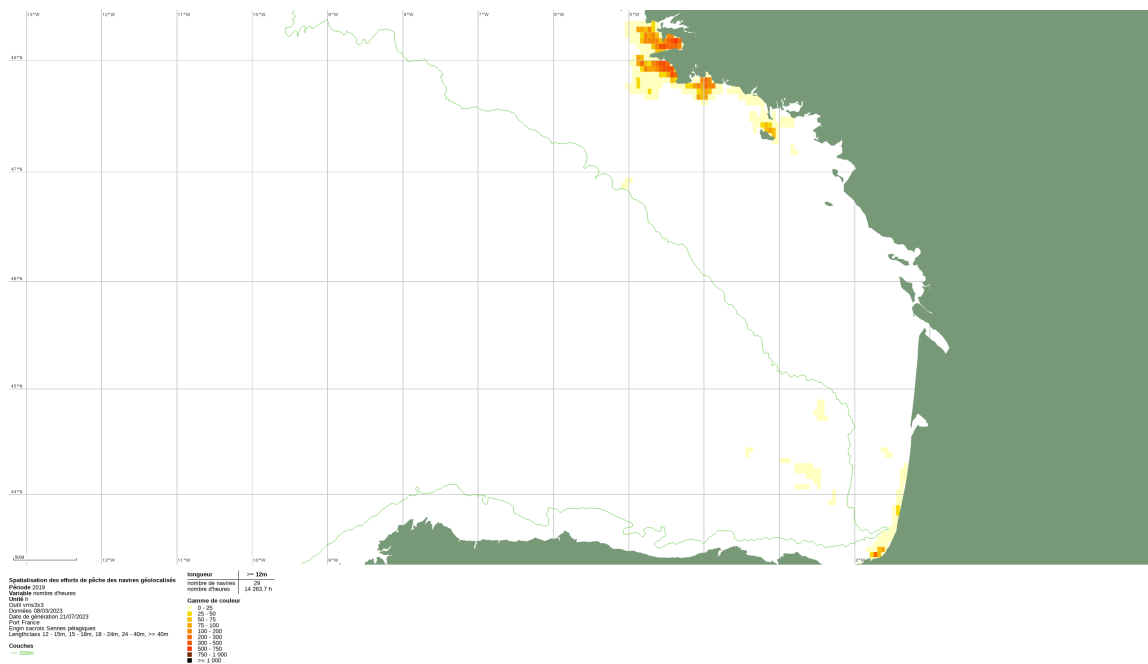 13°W 12°W 11°W 10°W 9°W 8°W 7°W 6°W 5°W
48°N
47°N
46°N
45°N
44°N
50M 12°W 11°W 10°W 9°W 2°W
Spatialisation des efforts de pêche des navires géolocalisés
Période 2019
Variable nombre d'heures
Unité h
Outil vms3x3
Données 08/03/2023
Date de génération 21/07/2023
Port France
Engin sacrois Sennes pélagiques
Lengthclass 12 - 15m, 15 - 18m, 18 - 24m, 24 - 40m, >= 40m
Couches
200m
longueur >= 12m
nombre de navires 29
nombre d'heures 14 263.7 h
Gamme de couleur
0 - 25
25 - 50
50 - 75
75 - 100
100 - 200
200 - 300
300 - 500
500 - 750
750 - 1 000
>= 1 000